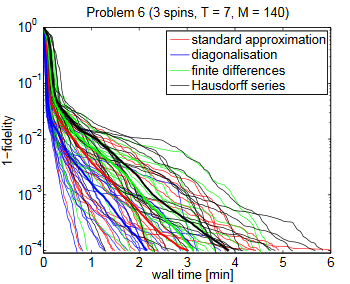 Problem 6 (3 spins, T = 7, M = 140)
standard approximation
diagonalisation
finite differences
Hausdorff series
1−fidelity
10^0
10^-1
10^-2
10^-3
10^-4
0 1 2 3 4 5 6
wall time [min]